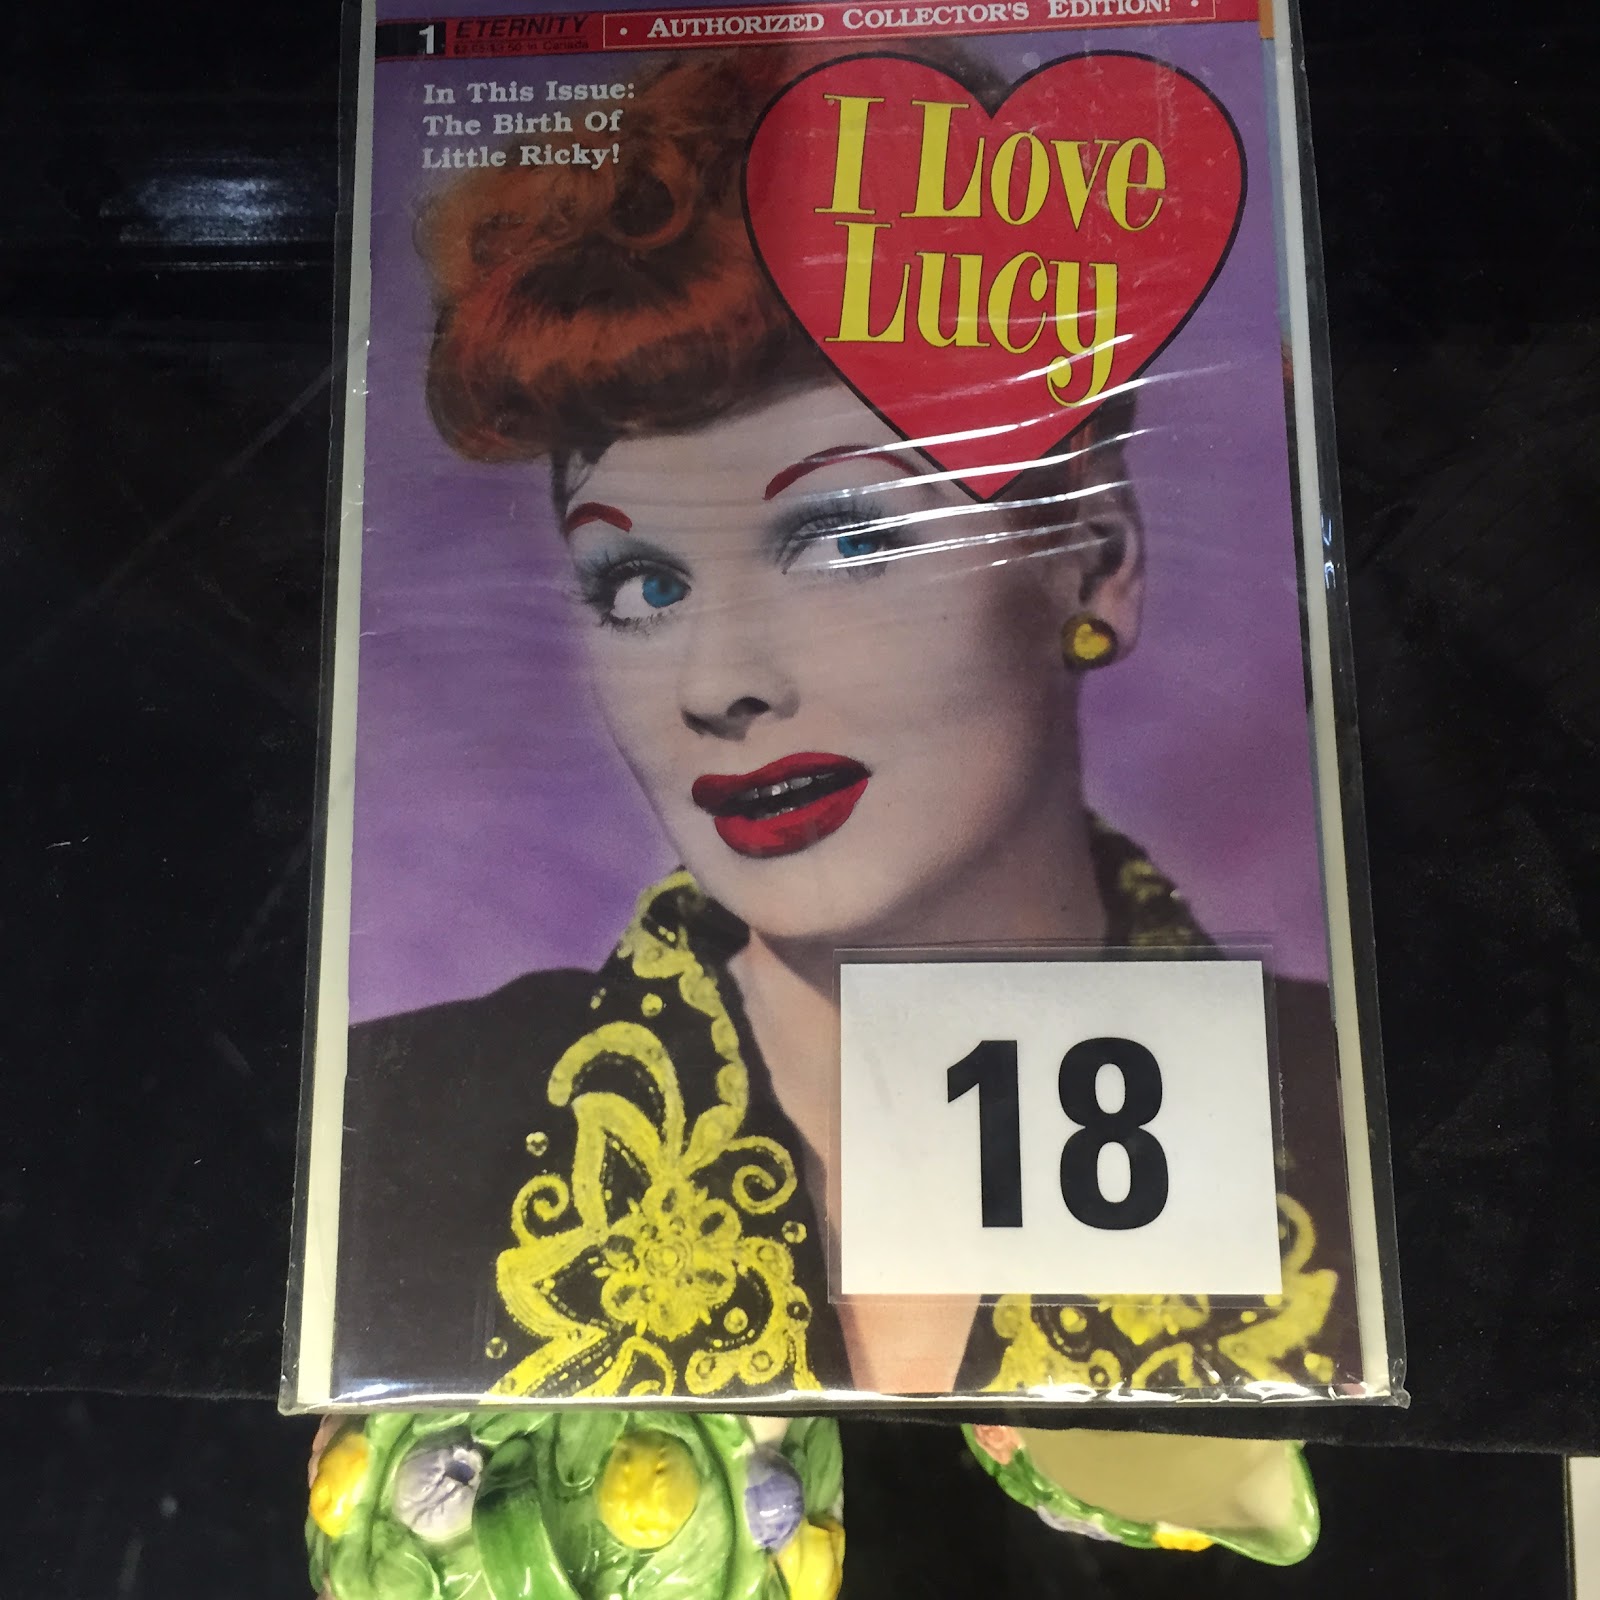 1 ETERNITY
• AUTHORIZED COLLECTOR'S EDITION! •
In This Issue:
The Birth Of
Little Ricky!
I Love
Lucy
18